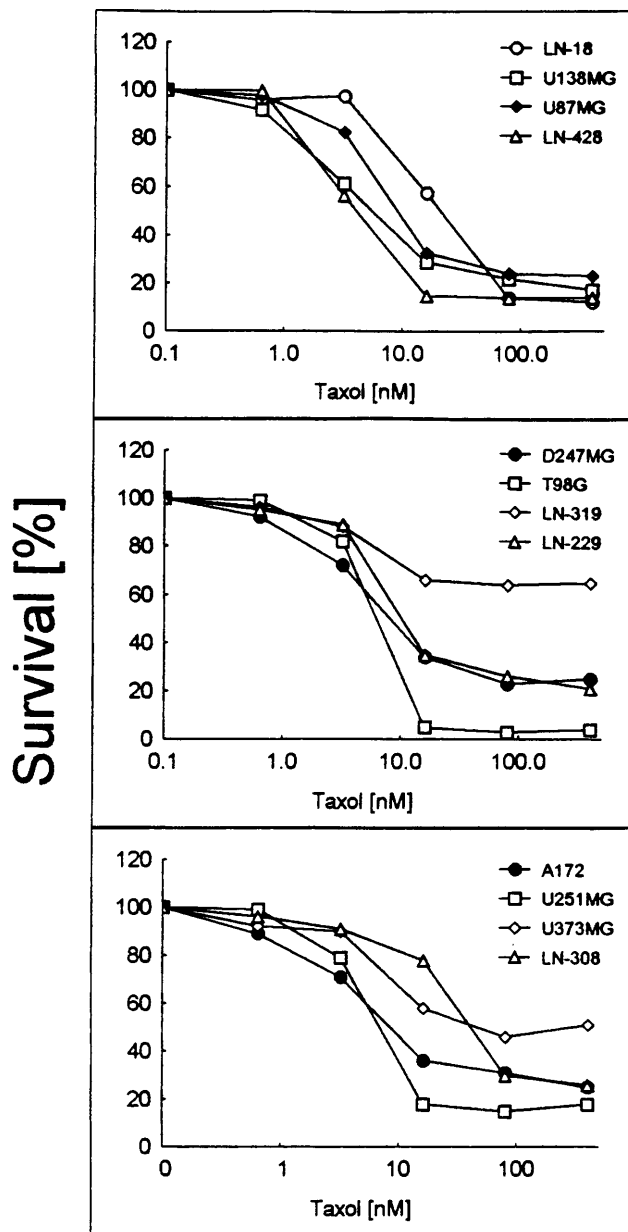 Survival [%]
120
100
80
60
40
20
0
0.1 1.0 10.0 100.0
Taxol [nM]
LN-18
U138MG
U87MG
LN-428
120
100
80
60
40
20
0
0.1 1.0 10.0 100.0
Taxol [nM]
D247MG
T98G
LN-319
LN-229
120
100
80
60
40
20
0
0 1 10 100
Taxol [nM]
A172
U251MG
U373MG
LN-308